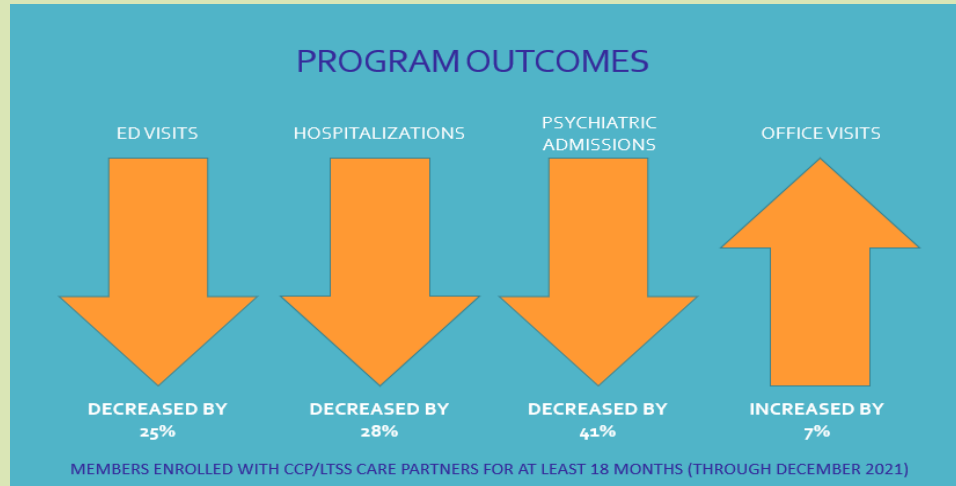 PROGRAM OUTCOMES
ED VISITS
HOSPITALIZATIONS
PSYCHIATRIC
ADMISSIONS
OFFICE VISITS
DECREASED BY
25%
DECREASED BY
28%
DECREASED BY
41%
INCREASED BY
7%
MEMBERS ENROLLED WITH CCP/LTSS CARE PARTNERS FOR AT LEAST 18 MONTHS (THROUGH DECEMBER 2021)